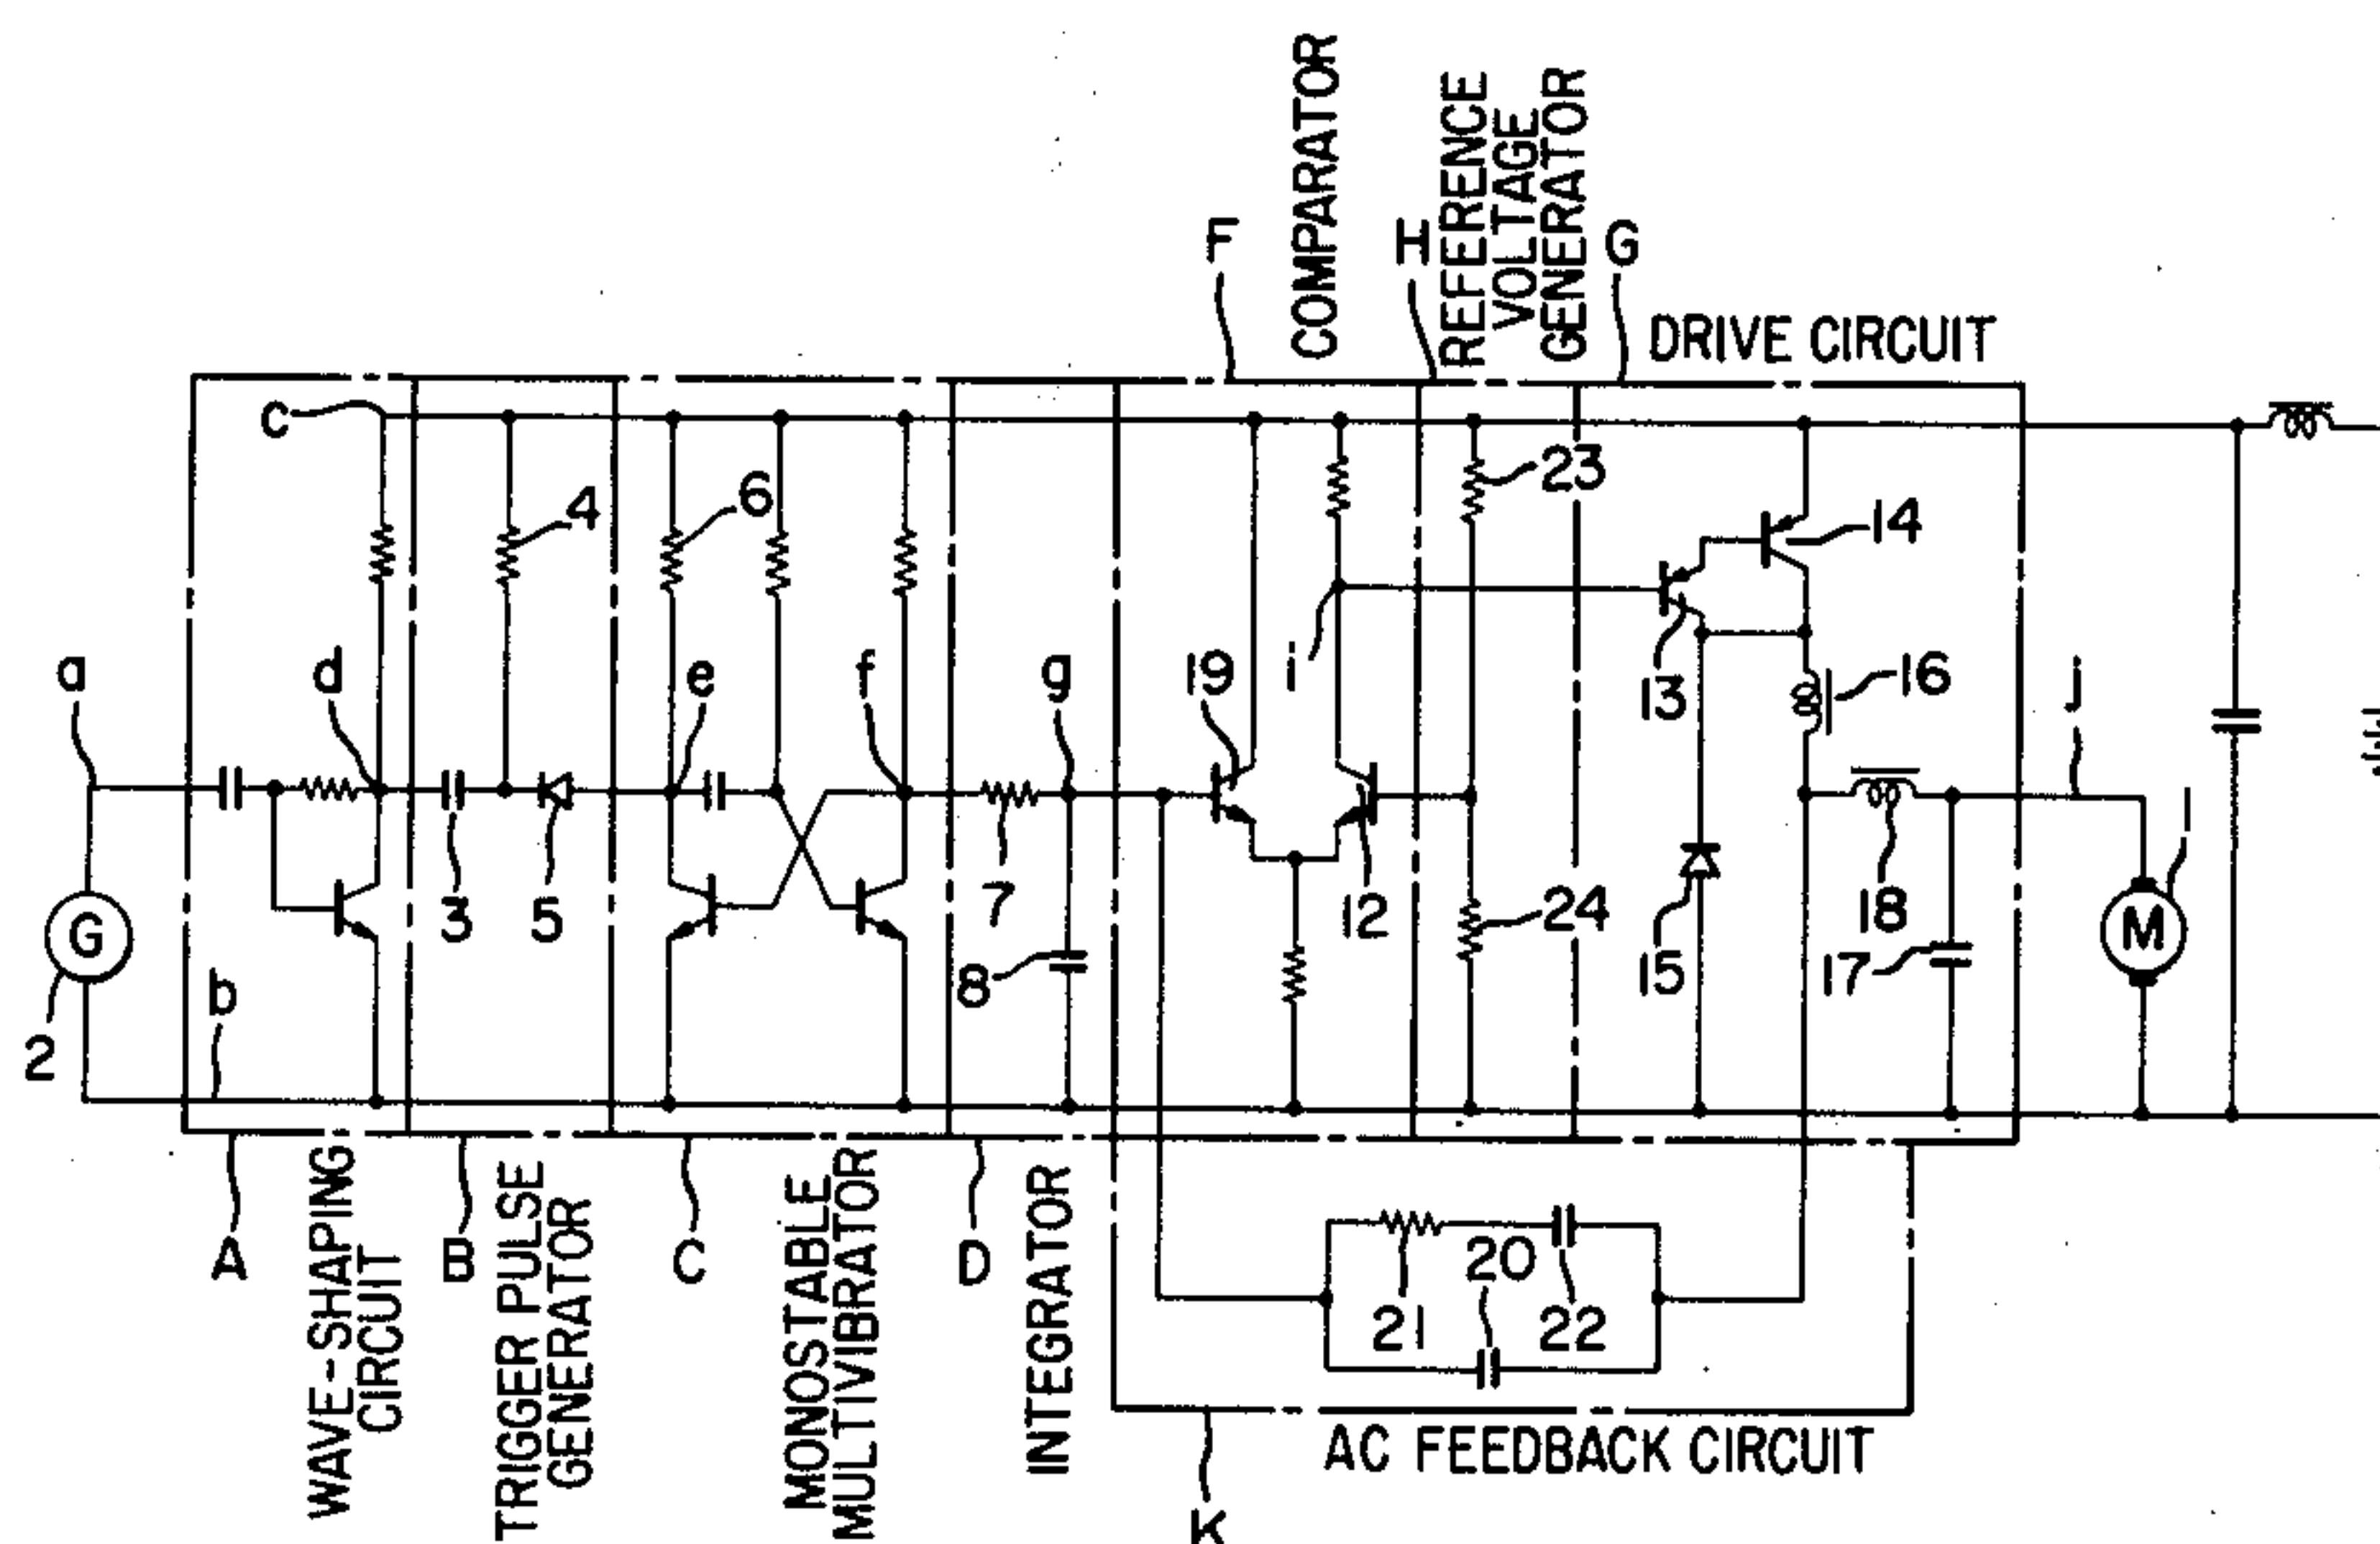 COMPARATOR
REFERENCE
VOLTAGE
GENERATOR
F
H
G
DRIVE CIRCUIT
C
4
6
23
14
a
d
e
f
g
19
i
13
16
j
1
G
3
5
7
8
12
24
15
18
17
M
2
b
A
WAVE-SHAPING
CIRCUIT
B
TRIGGER PULSE
GENERATOR
C
MONOSTABLE
MULTIVIBRATOR
D
INTEGRATOR
21
20
22
AC FEEDBACK CIRCUIT
K